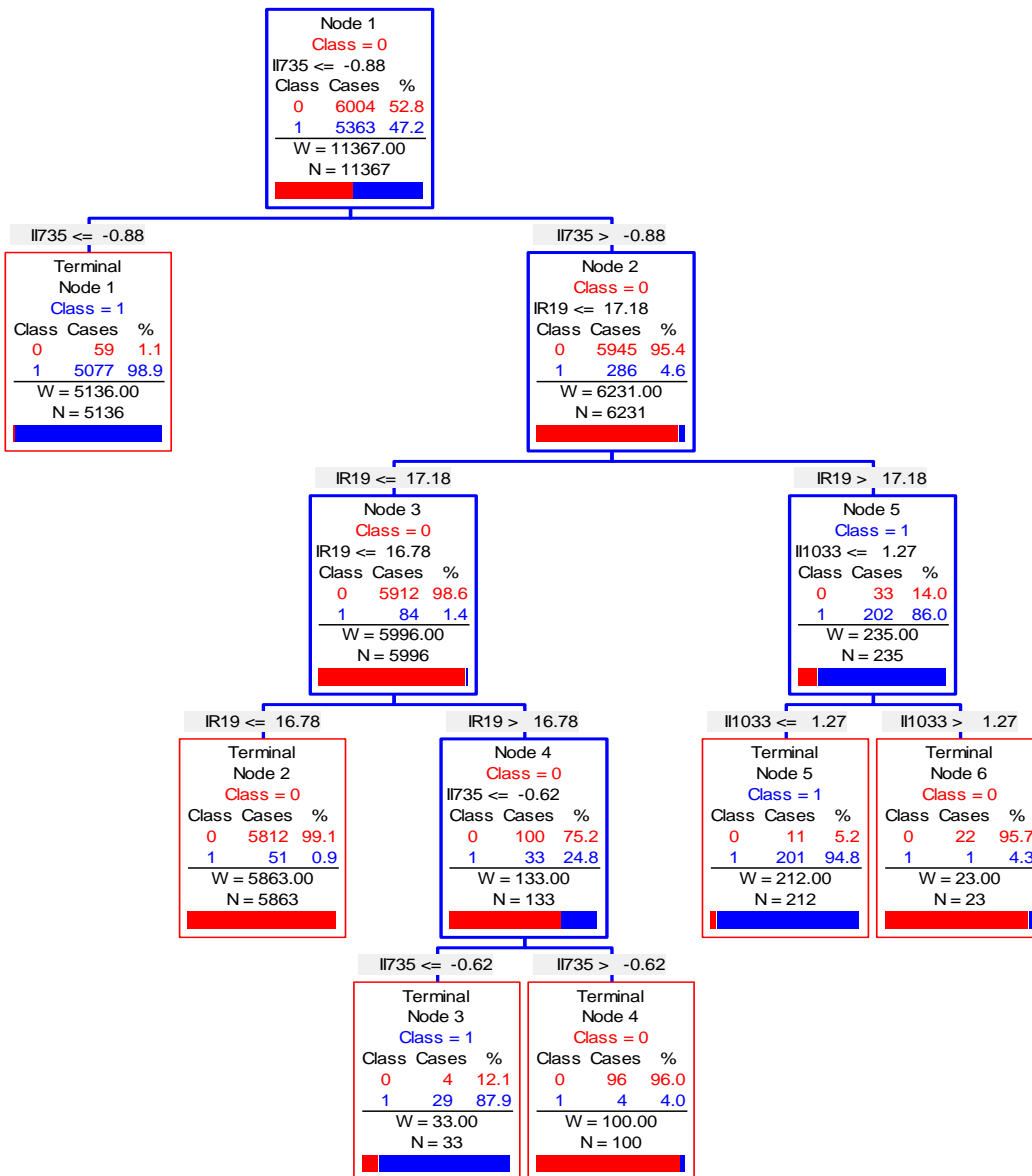 Node 1
Class = 0
II735 <= -0.88
Class Cases %
0 6004 52.8
1 5363 47.2
W = 11367.00
N = 11367
II735 <= -0.88
II735 > -0.88
Terminal
Node 1
Class = 1
Class Cases %
0 59 1.1
1 5077 98.9
W = 5136.00
N = 5136
Node 2
Class = 0
IR19 <= 17.18
Class Cases %
0 5945 95.4
1 286 4.6
W = 6231.00
N = 6231
IR19 <= 17.18
IR19 > 17.18
Node 3
Class = 0
IR19 <= 16.78
Class Cases %
0 5912 98.6
1 84 1.4
W = 5996.00
N = 5996
Node 5
Class = 1
II1033 <= 1.27
Class Cases %
0 33 14.0
1 202 86.0
W = 235.00
N = 235
IR19 <= 16.78
IR19 > 16.78
II1033 <= 1.27
II1033 > 1.27
Terminal
Node 2
Class = 0
Class Cases %
0 5812 99.1
1 51 0.9
W = 5863.00
N = 5863
Node 4
Class = 0
II735 <= -0.62
Class Cases %
0 100 75.2
1 33 24.8
W = 133.00
N = 133
Terminal
Node 5
Class = 1
Class Cases %
0 11 5.2
1 201 94.8
W = 212.00
N = 212
Terminal
Node 6
Class = 0
Class Cases %
0 22 95.7
1 1 4.3
W = 23.00
N = 23
II735 <= -0.62
II735 > -0.62
Terminal
Node 3
Class = 1
Class Cases %
0 4 12.1
1 29 87.9
W = 33.00
N = 33
Terminal
Node 4
Class = 0
Class Cases %
0 96 96.0
1 4 4.0
W = 100.00
N = 100